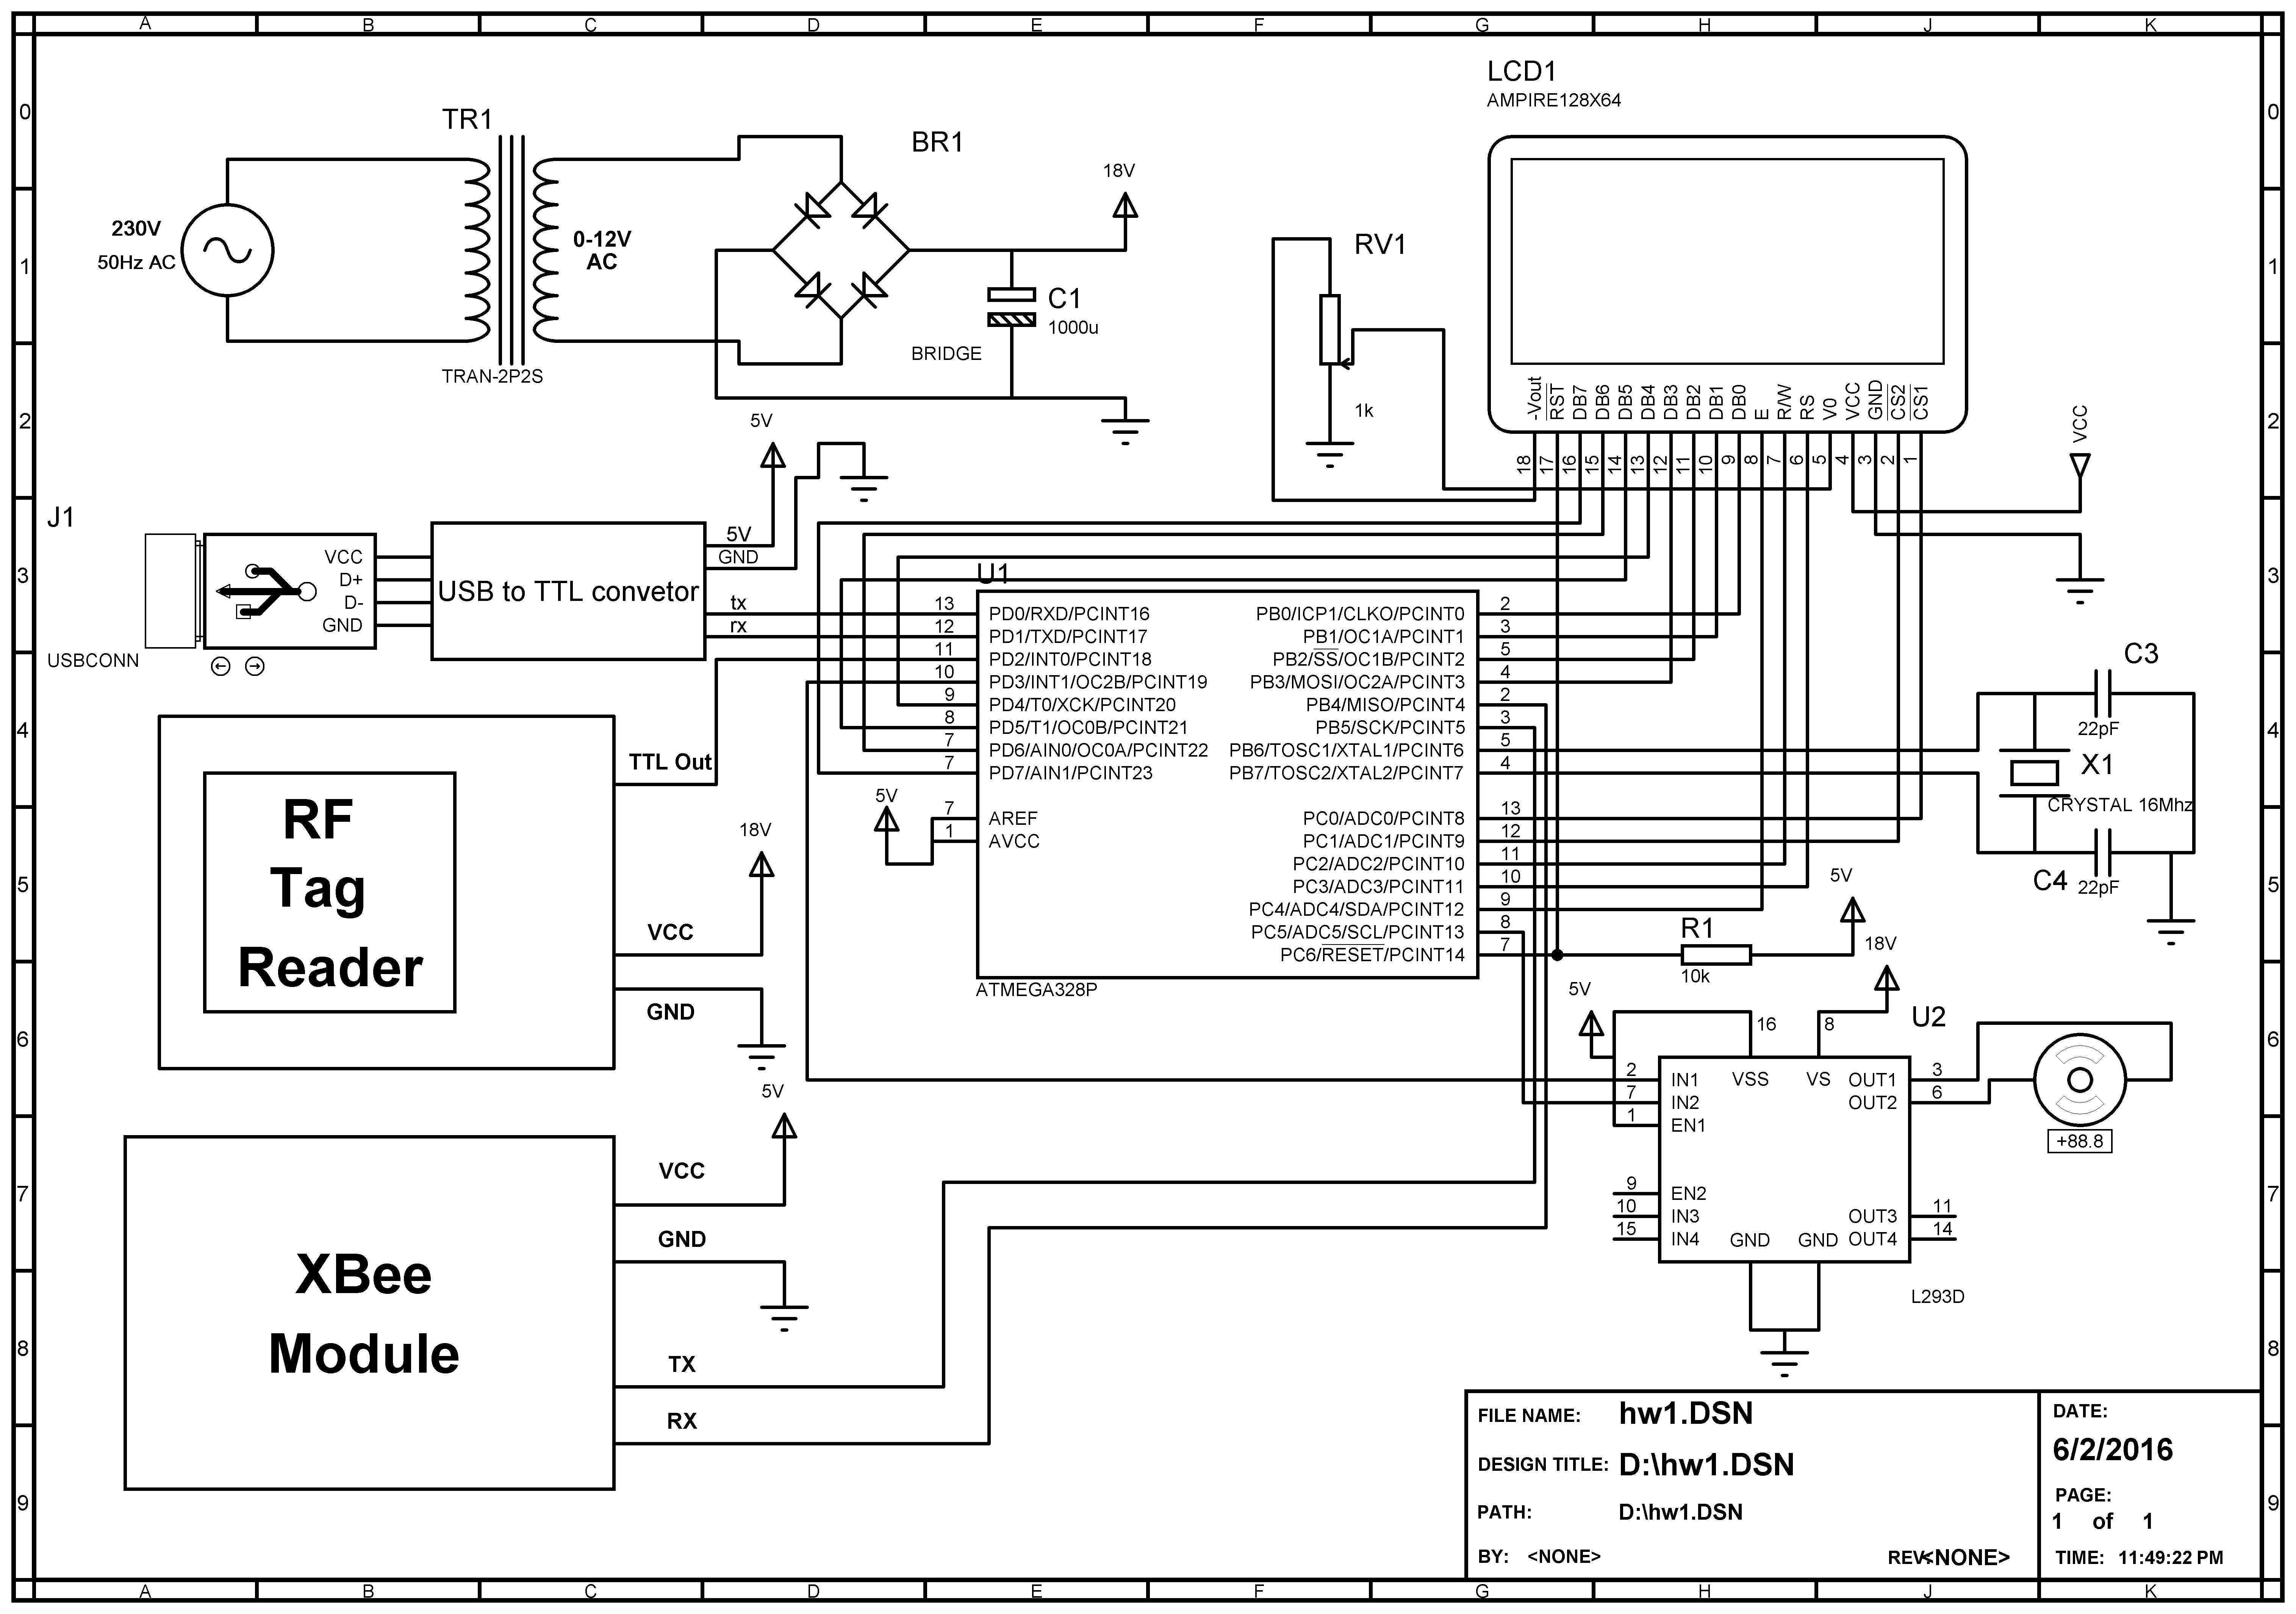 A B C D E F G H J K
0
1
2
3
4
5
6
7
8
9
TR1
TRAN-2P2S
230V
50Hz AC
0-12V
AC
BR1
BRIDGE
18V
C1
1000u
LCD1
AMPIRE128X64
-Vout
RST
DB7
DB6
DB5
DB4
DB3
DB2
DB1
DB0
E
R/W
RS
V0
VCC
GND
CS2
CS1
18
17
16
15
14
13
12
11
10
9
8
7
6
5
4
3
2
1
RV1
1k
VCC
J1
USBCONN
VCC
D+
D-
GND
USB to TTL convetor
5V
5V
GND
tx
rx
U1
ATMEGA328P
13 PD0/RXD/PCINT16
12 PD1/TXD/PCINT17
11 PD2/INT0/PCINT18
10 PD3/INT1/OC2B/PCINT19
9 PD4/T0/XCK/PCINT20
8 PD5/T1/OC0B/PCINT21
7 PD6/AIN0/OC0A/PCINT22
7 PD7/AIN1/PCINT23
7 AREF
1 AVCC
5V
PB0/ICP1/CLKO/PCINT0 2
PB1/OC1A/PCINT1 3
PB2/SS/OC1B/PCINT2 5
PB3/MOSI/OC2A/PCINT3 4
PB4/MISO/PCINT4 2
PB5/SCK/PCINT5 3
PB6/TOSC1/XTAL1/PCINT6 5
PB7/TOSC2/XTAL2/PCINT7 4
PC0/ADC0/PCINT8 13
PC1/ADC1/PCINT9 12
PC2/ADC2/PCINT10 11
PC3/ADC3/PCINT11 10
PC4/ADC4/SDA/PCINT12 9
PC5/ADC5/SCL/PCINT13 8
PC6/RESET/PCINT14 7
C3
22pF
X1
CRYSTAL 16Mhz
C4
22pF
R1
10k
5V
RF
Tag
Reader
TTL Out
18V
VCC
GND
XBee
Module
5V
VCC
GND
TX
RX
U2
L293D
5V
18V
16
8
2 IN1
7 IN2
1 EN1
9 EN2
10 IN3
15 IN4
VSS
VS
OUT1 3
OUT2 6
OUT3 11
OUT4 14
GND
GND
+88.8
FILE NAME: hw1.DSN
DESIGN TITLE: D:\hw1.DSN
PATH: D:\hw1.DSN
BY: <NONE>
REV:<NONE>
DATE:
6/2/2016
PAGE:
1 of 1
TIME: 11:49:22 PM
0
1
2
3
4
5
6
7
8
9
A B C D E F G H J K